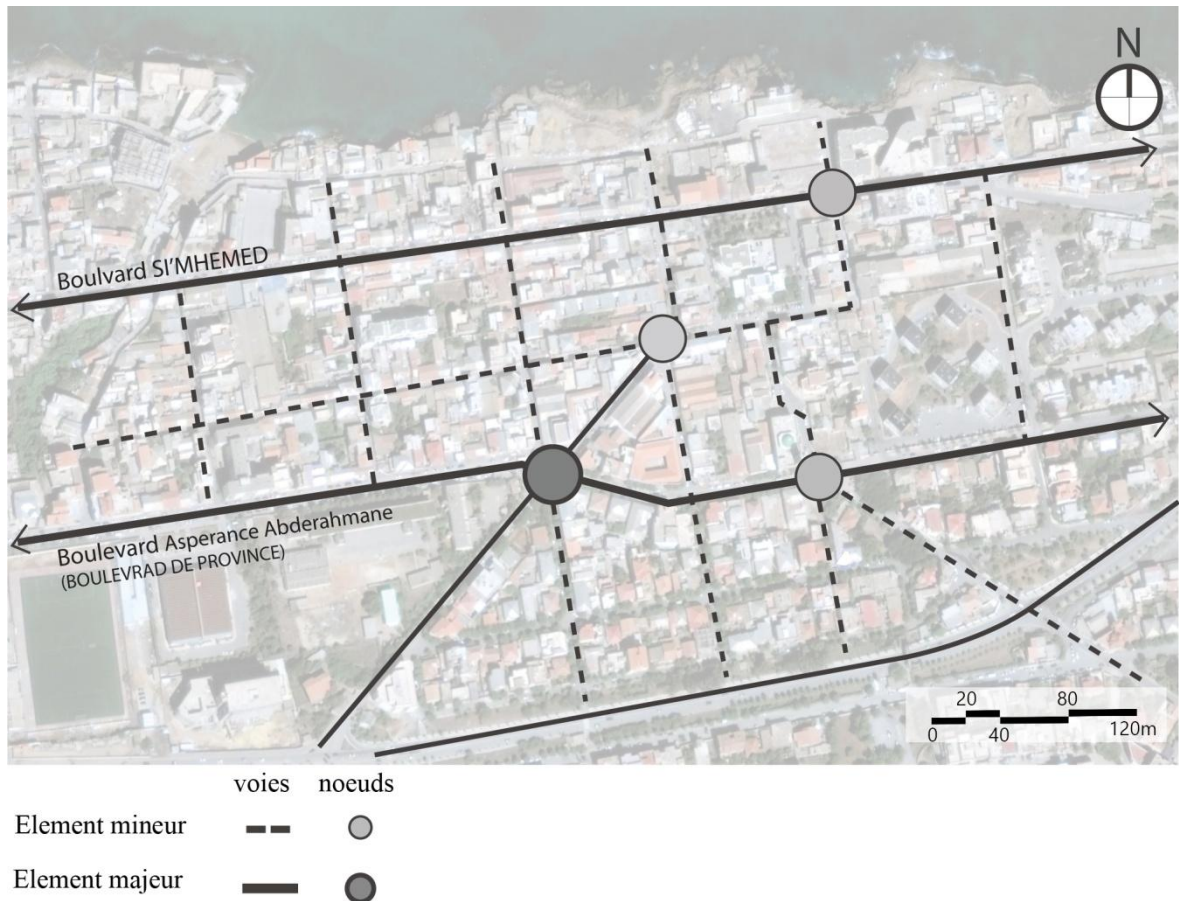 N
Boulvard SI'MHEMED
Boulevard Asperance Abderahmane
(BOULEVRAD DE PROVINCE)
20 80
0 40 120m
voies noeuds
Element mineur
Element majeur